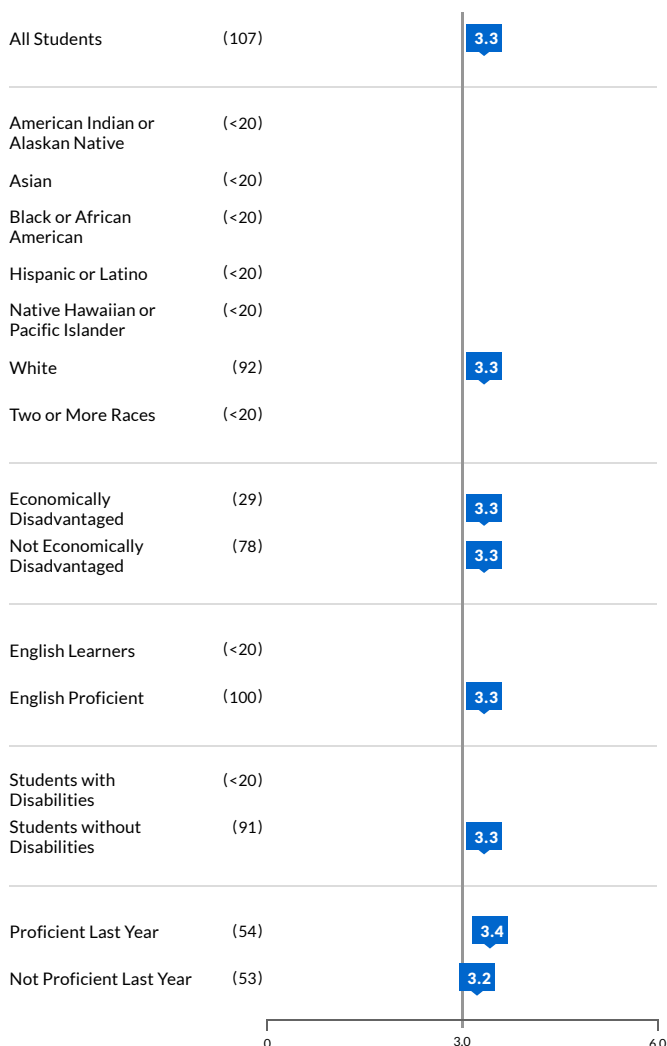 All Students (107) 3.3
American Indian or (<20)
Alaskan Native
Asian (<20)
Black or African (<20)
American
Hispanic or Latino (<20)
Native Hawaiian or (<20)
Pacific Islander
White (92) 3.3
Two or More Races (<20)
Economically (29) 3.3
Disadvantaged
Not Economically (78) 3.3
Disadvantaged
English Learners (<20)
English Proficient (100) 3.3
Students with (<20)
Disabilities
Students without (91) 3.3
Disabilities
Proficient Last Year (54) 3.4
Not Proficient Last Year (53) 3.2
0 3.0 6.0